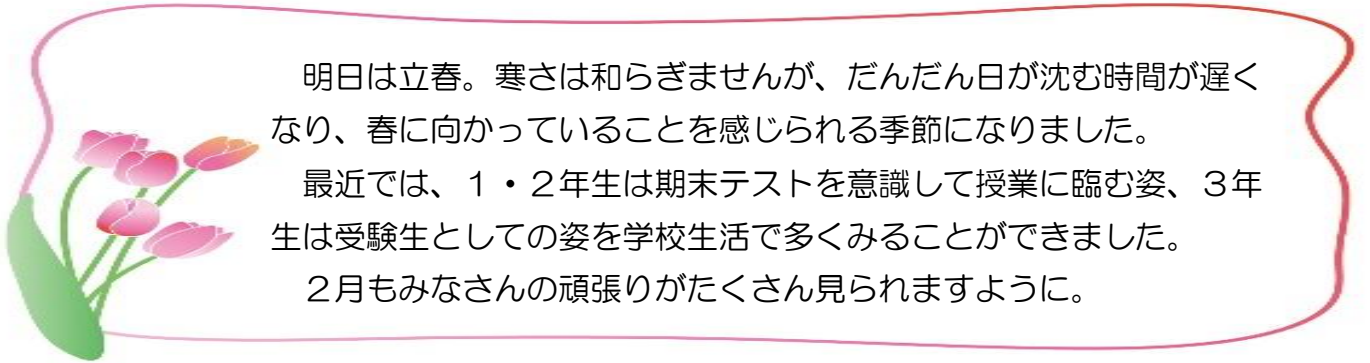 明日は立春。寒さは和らぎませんが、だんだん日が沈む時間が遅く
なり、春に向かっていることを感じられる季節になりました。
　最近では、１・２年生は期末テストを意識して授業に臨む姿、３年
生は受験生としての姿を学校生活で多くみることができました。
　２月もみなさんの頑張りがたくさん見られますように。